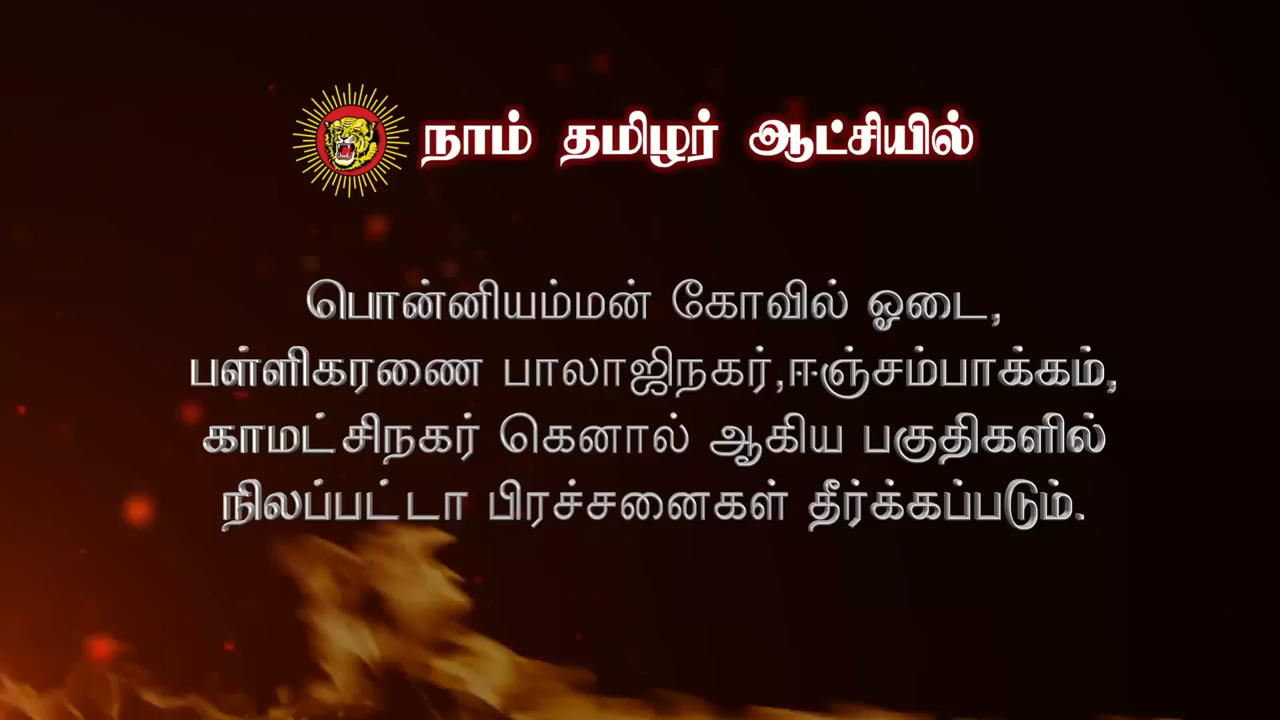 நாம் தமிழர் ஆட்சியில்
பொன்னியம்மன் கோவில் ஓடை,
பள்ளிகரணை பாலாஜிநகர்,ஈஞ்சம்பாக்கம்,
காமட்சிநகர் கெனால் ஆகிய பகுதிகளில்
நிலப்பட்டா பிரச்சனைகள் தீர்க்கப்படும்.